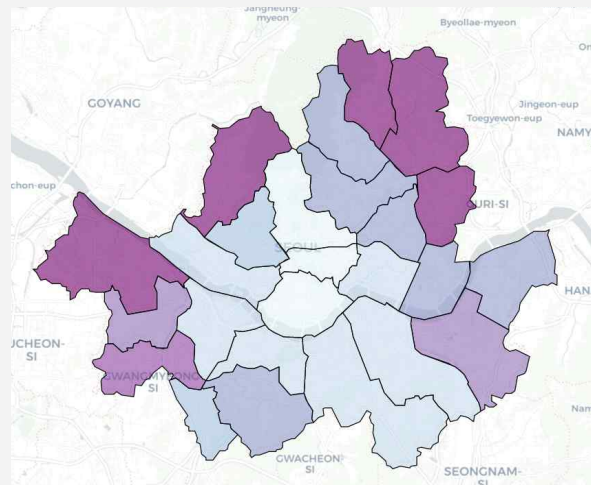 Jangheung-
myeon
Byeollae-myeon
GOYANG
Jingeon-eup
Toegyewon-eup
NAMY
chon-eup
URI-SI
SEOUL
HAN
UCHEON-
SI
GWANGMYEONG-
SI
Nam
GWACHEON-
SI
SEONGNAM-
SI